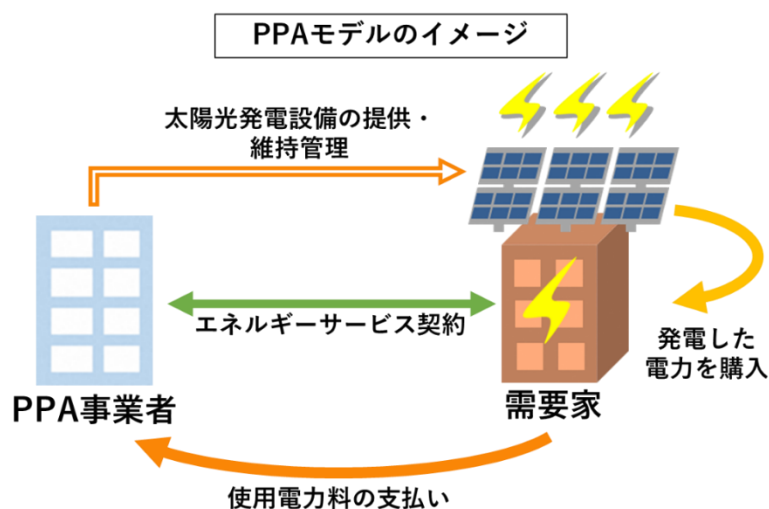 PPAモデルのイメージ
太陽光発電設備の提供・
維持管理
エネルギーサービス契約
発電した
電力を購入
PPA事業者
需要家
使用電力料の支払い